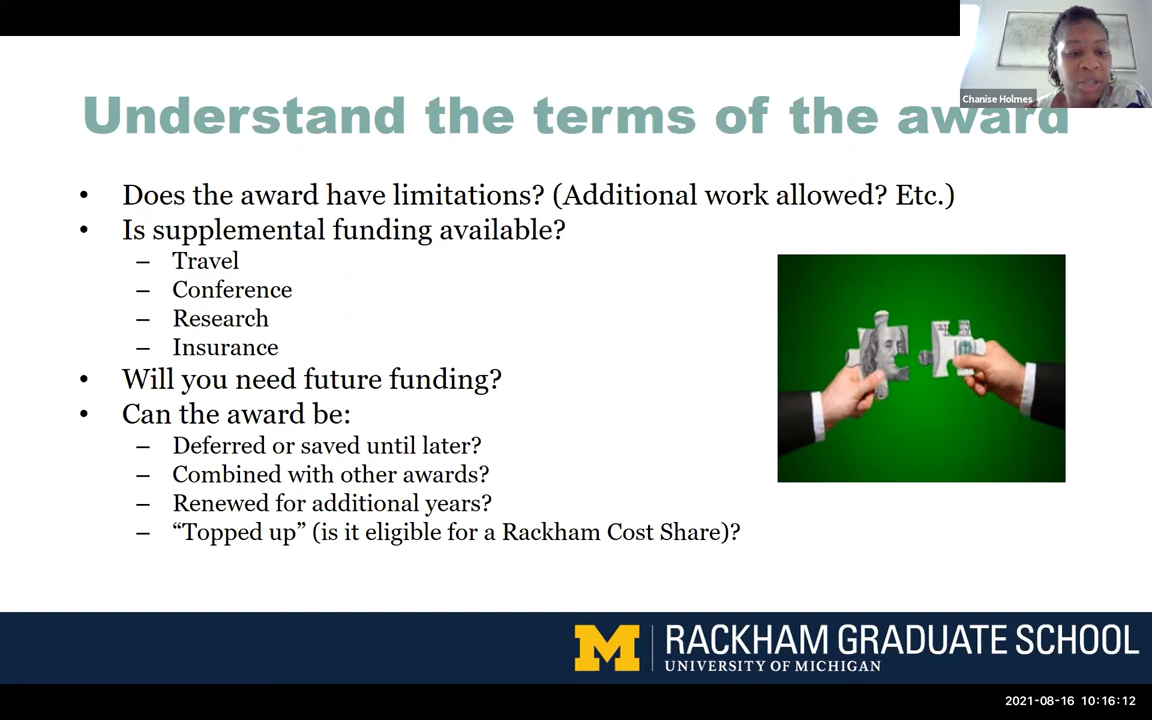 Chanise Holmes
Understand the terms of the award
• Does the award have limitations? (Additional work allowed? Etc.)
• Is supplemental funding available?
– Travel
– Conference
– Research
– Insurance
• Will you need future funding?
• Can the award be:
– Deferred or saved until later?
– Combined with other awards?
– Renewed for additional years?
– “Topped up” (is it eligible for a Rackham Cost Share)?
M
RACKHAM GRADUATE SCHOOL
UNIVERSITY OF MICHIGAN
2021-08-16 10:16:12